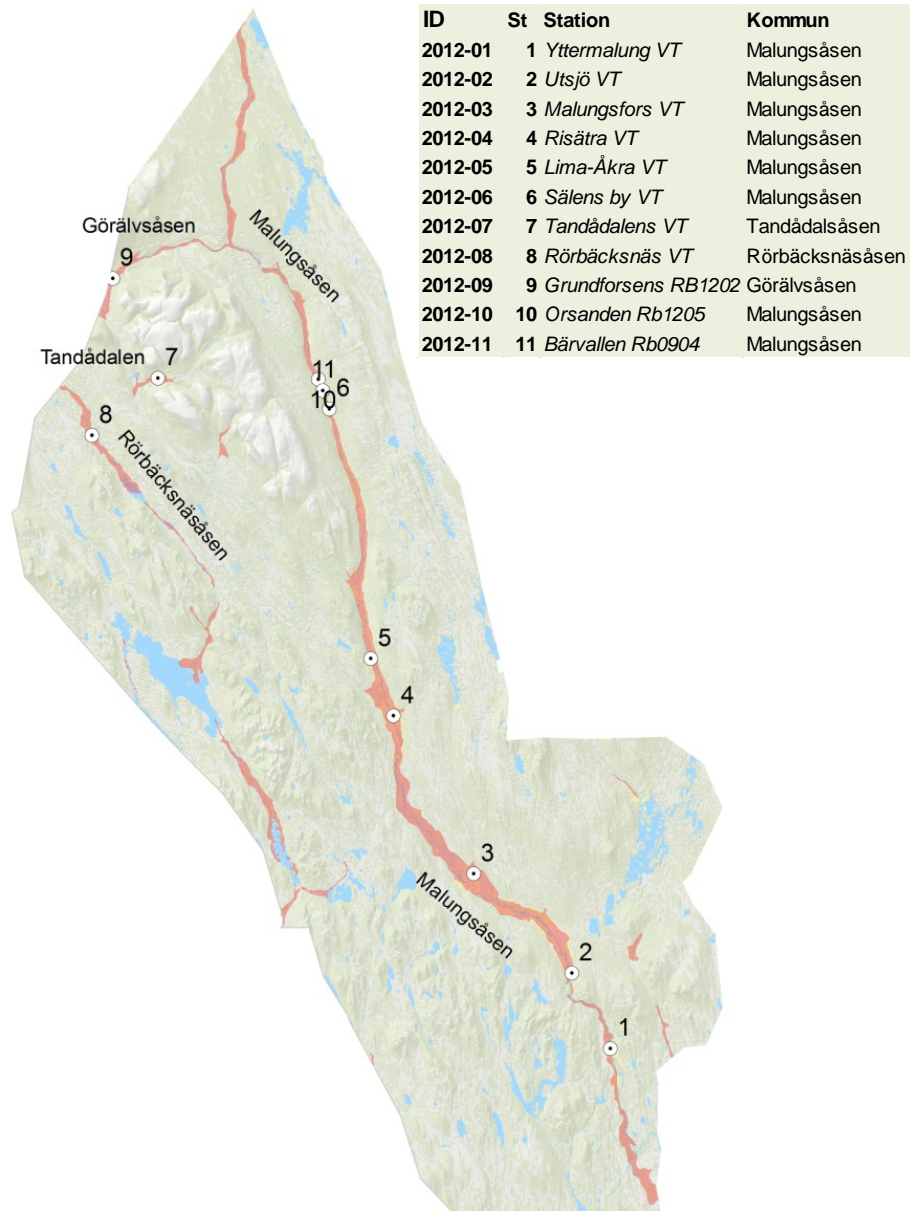 ID St Station Kommun
2012-01 1 Yttermalung VT Malungsåsen
2012-02 2 Utsjö VT Malungsåsen
2012-03 3 Malungsfors VT Malungsåsen
2012-04 4 Risätra VT Malungsåsen
2012-05 5 Lima-Åkra VT Malungsåsen
2012-06 6 Sälens by VT Malungsåsen
2012-07 7 Tandådalens VT Tandådalsåsen
2012-08 8 Rörbäcksnäs VT Rörbäcksnäsåsen
2012-09 9 Grundforsens RB1202 Görälvsåsen
2012-10 10 Orsanden Rb1205 Malungsåsen
2012-11 11 Bärvallen Rb0904 Malungsåsen
Görälvsåsen
Malungsåsen
9
Tandådalen
7
11
6
10
8
Rörbäcksnäsåsen
5
4
3
Malungsåsen
2
1